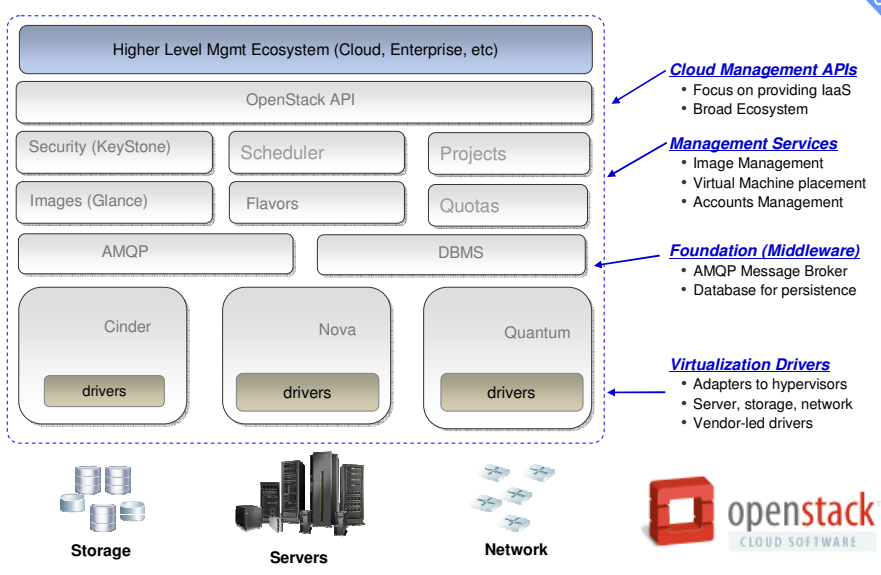 Higher Level Mgmt Ecosystem (Cloud, Enterprise, etc)
OpenStack API
Security (KeyStone)
Scheduler
Projects
Images (Glance)
Flavors
Quotas
AMQP
DBMS
Cinder
Nova
Quantum
drivers
drivers
drivers
Storage
Servers
Network
Cloud Management APIs
• Focus on providing IaaS
• Broad Ecosystem
Management Services
• Image Management
• Virtual Machine placement
• Accounts Management
Foundation (Middleware)
• AMQP Message Broker
• Database for persistence
Virtualization Drivers
• Adapters to hypervisors
• Server, storage, network
• Vendor-led drivers
openstack
CLOUD SOFTWARE